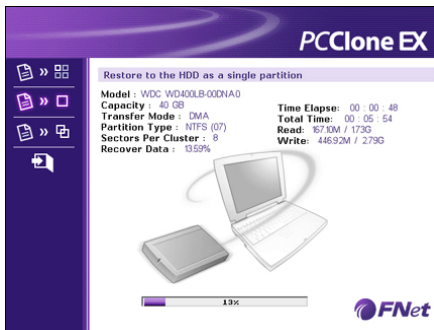 PCClone EX
Restore to the HDD as a single partition
Model : WDC WD400LB-00DNA0
Capacity : 40 GB
Transfer Mode : DMA
Partition Type : NTFS (07)
Sectors Per Cluster : 8
Recover Data : 13.59%
Time Elapse: 00 : 00 : 48
Total Time: 00 : 05 : 54
Read: 167.10M / 1.73G
Write: 446.92M / 2.79G
13%
FNet